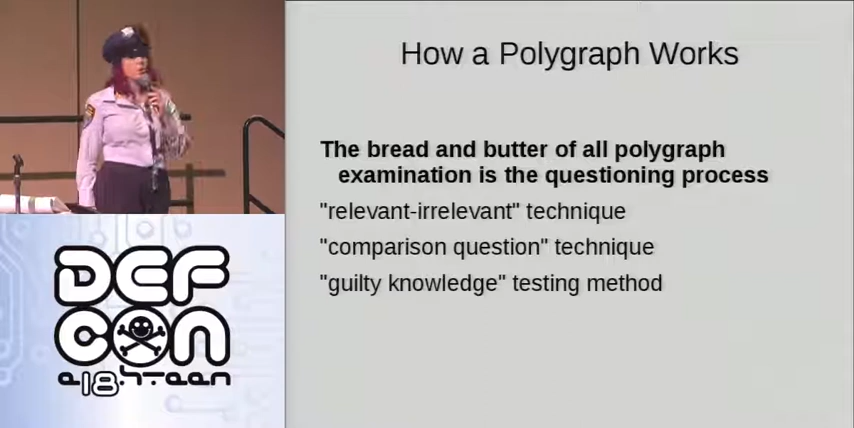 How a Polygraph Works
The bread and butter of all polygraph
examination is the questioning process
"relevant-irrelevant" technique
"comparison question" technique
"guilty knowledge" testing method
DEF
CON